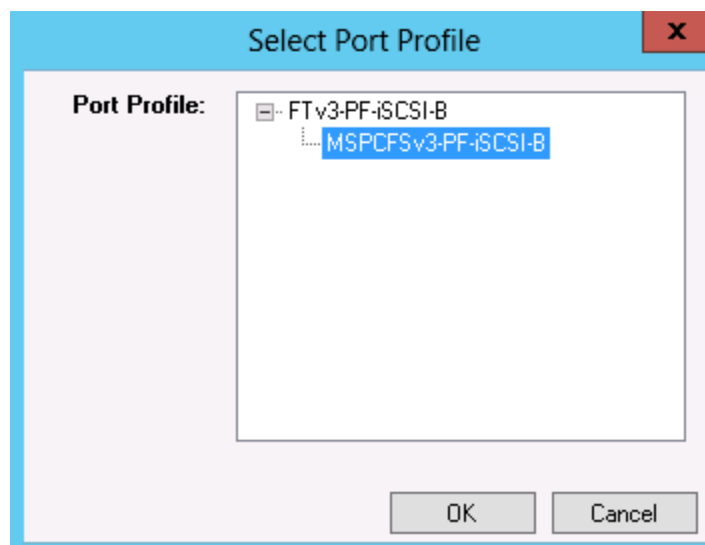 Select Port Profile
x
Port Profile:
FTv3-PF-iSCSI-B
MSPCFSv3-PF-iSCSI-B
OK
Cancel